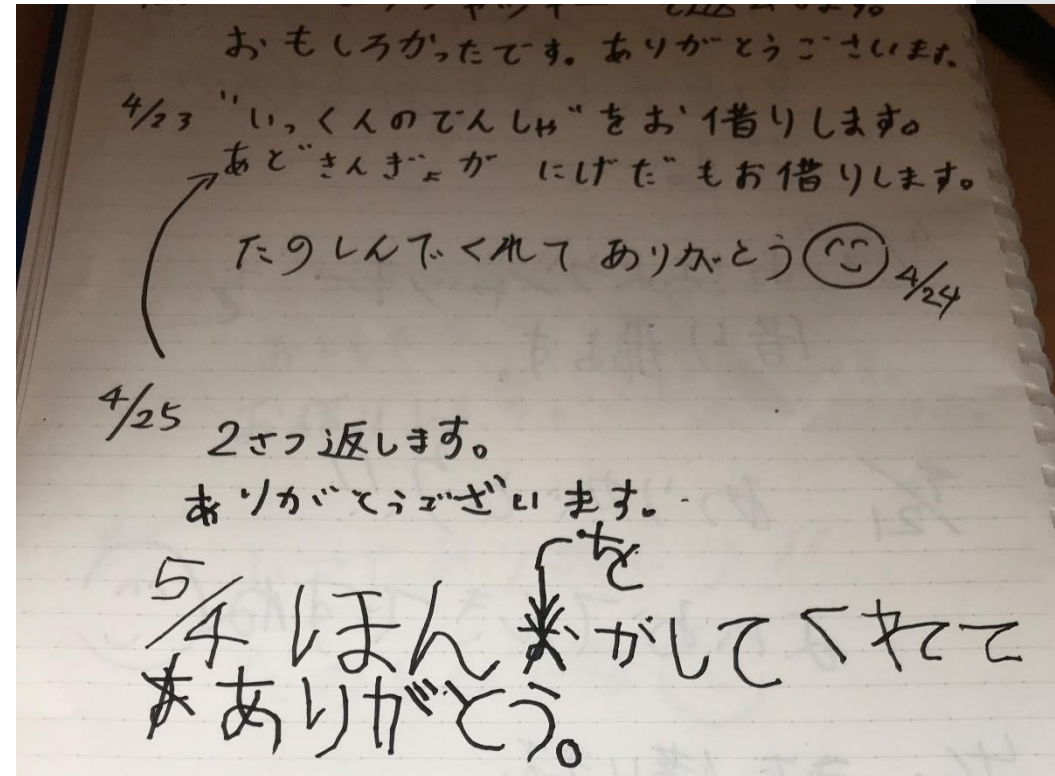 おもしろかったです。ありがとうございます。
4/23 "いっくんのでんしゃ"をお借りします。
あと"さんぎょが にげだ"もお借りします。
たのしんでくれてありがとう 4/24
4/25 2さつ返します。
ありがとうございます。
を
5/4 ほん がしてくれてて
ありがとう。